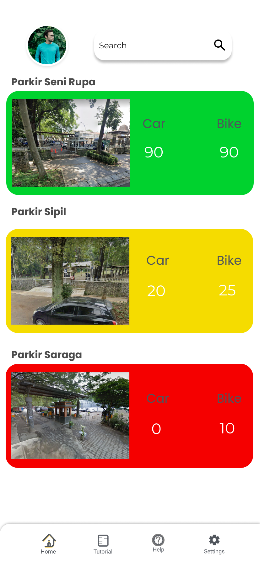 Search
Parkir Seni Rupa
Car Bike
90 90
Parkir Sipil
Car Bike
20 25
Parkir Saraga
Car Bike
0 10
Home Tutorial Help Settings